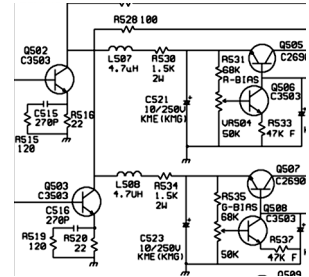 R528 100
Q502
C3503
L507
4.7uH
R530
1.5K
2W
R531
68K
R-BIAS
Q505
C2690
Q506
C3503
C515
270P
R516
22
R515
120
C521
10/250V
KME(KMG)
VR504
50K
R533
47K F
Q503
C3503
L508
4.7UH
R534
1.5K
2W
R535
G-BIAS
68K
Q507
C2690
Q508
C3503
C516
270P
R519
120
R520
22
C523
10/250V
KME(KMG)
50K
R537
47K F
Q509